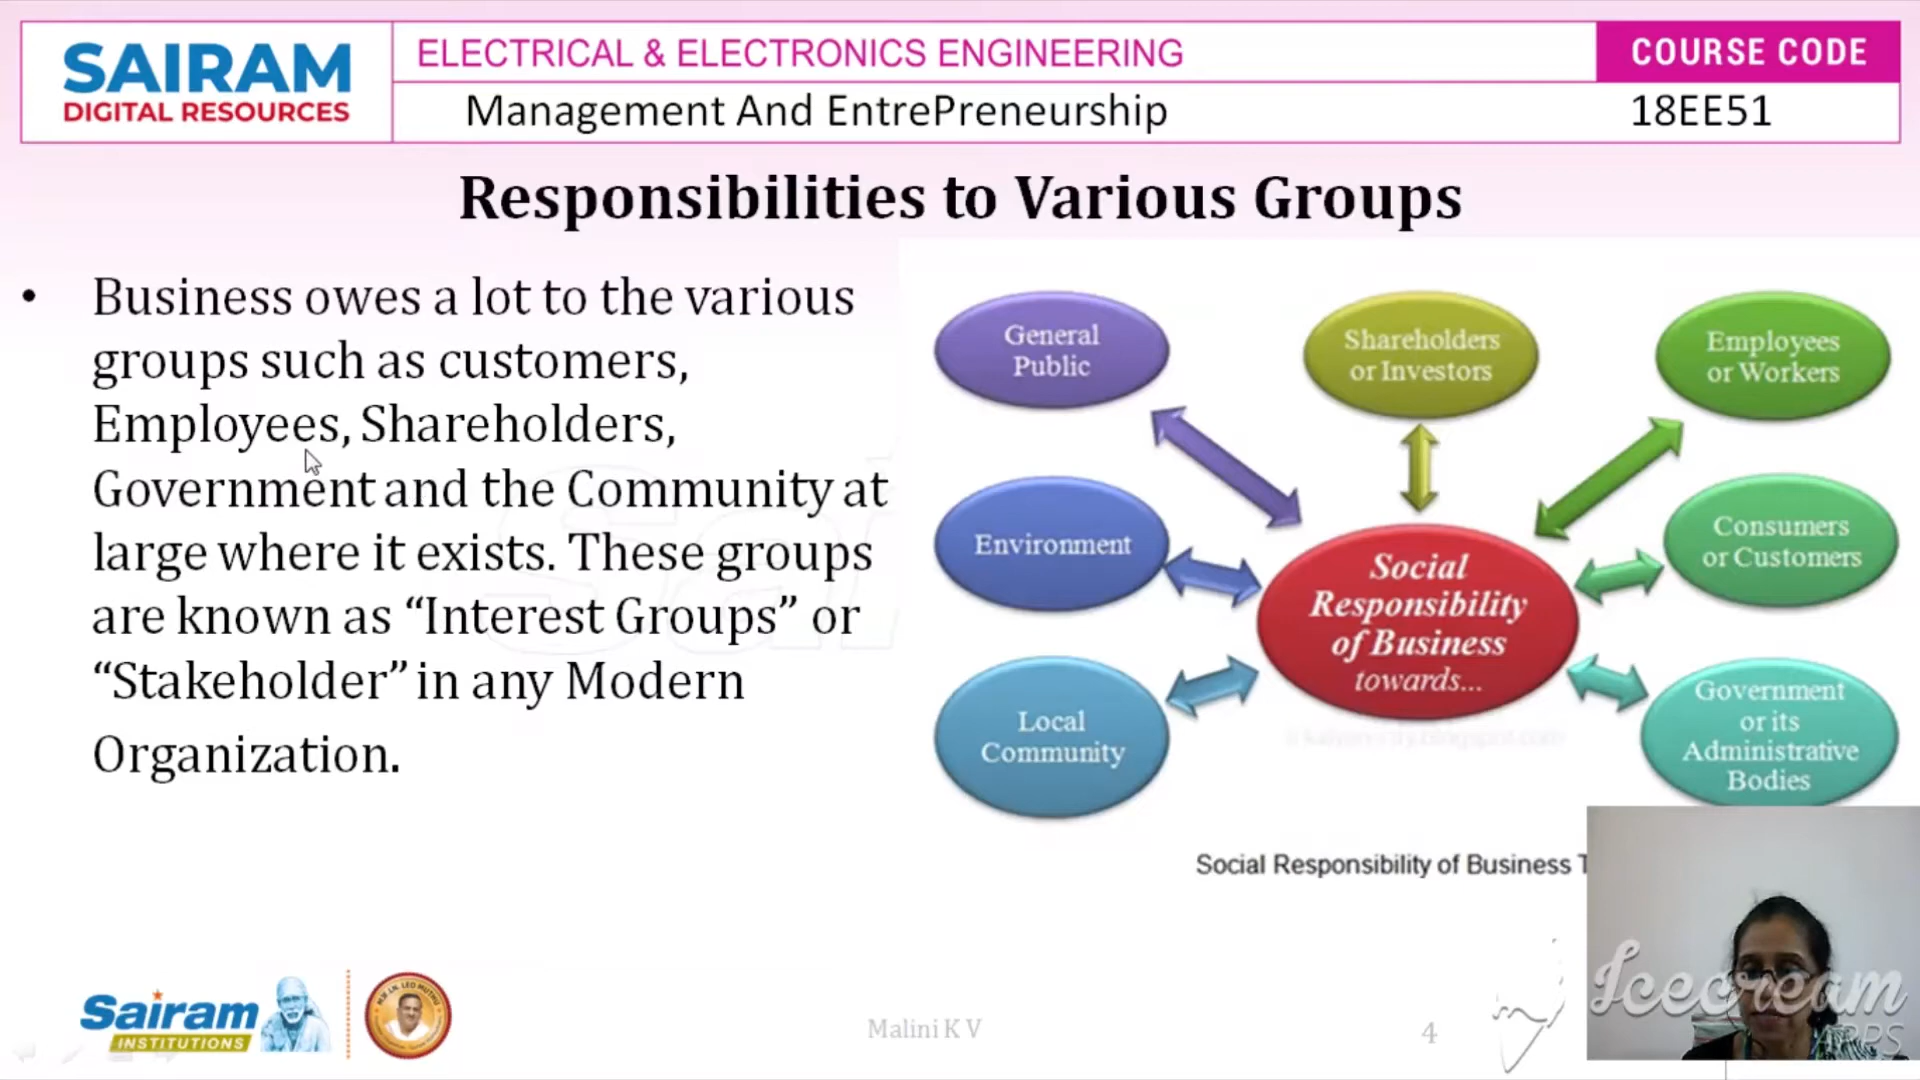 SAIRAM
DIGITAL RESOURCES
ELECTRICAL & ELECTRONICS ENGINEERING
COURSE CODE
Management And EntrePreneurship
18EE51
Responsibilities to Various Groups
• Business owes a lot to the various
groups such as customers,
Employees, Shareholders,
Government and the Community at
large where it exists. These groups
are known as “Interest Groups” or
“Stakeholder” in any Modern
Organization.
General
Public
Shareholders
or Investors
Employees
or Workers
Environment
Consumers
or Customers
Social
Responsibility
of Business
towards...
Local
Community
Government
or its
Administrative
Bodies
Social Responsibility of Business T
Sairam
INSTITUTIONS
Malini K V
4
Icecream
APPS